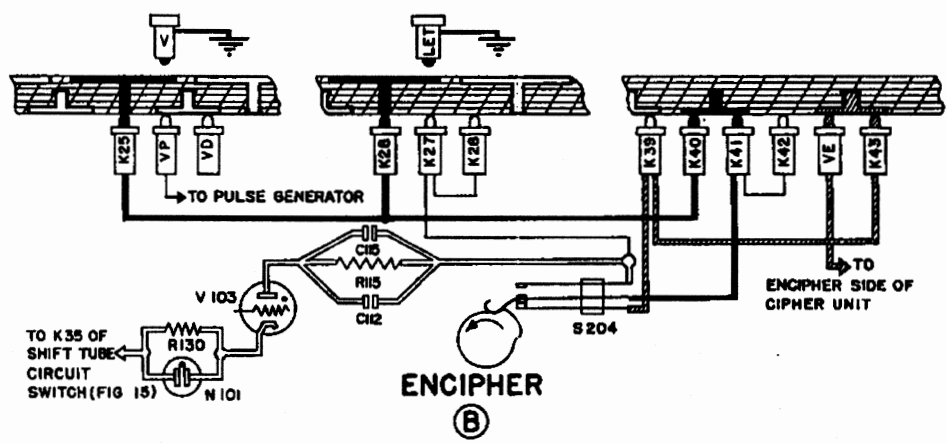 V
LET
K25
VP
VD
K28
K27
K26
K39
K40
K41
K42
VE
K43
TO PULSE GENERATOR
C115
R115
C112
V 103
TO K35 OF
SHIFT TUBE
CIRCUIT
SWITCH (FIG 15)
R130
N 101
S 204
TO
ENCIPHER SIDE OF
CIPHER UNIT
ENCIPHER
B